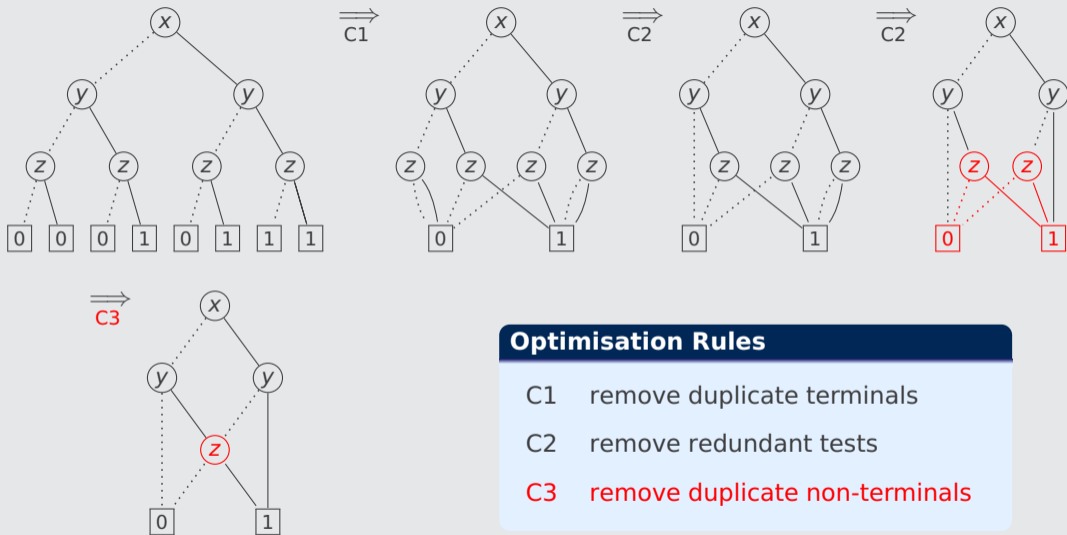 x
y y
z z z z
0 0 0 1 0 1 1 1
⟹
C1
x
y y
z z z z
0 1
⟹
C2
x
y y
z z z
0 1
⟹
C2
x
y y
z z
0 1
⟹
C3
x
y y
z
0 1
Optimisation Rules
C1 remove duplicate terminals
C2 remove redundant tests
C3 remove duplicate non-terminals